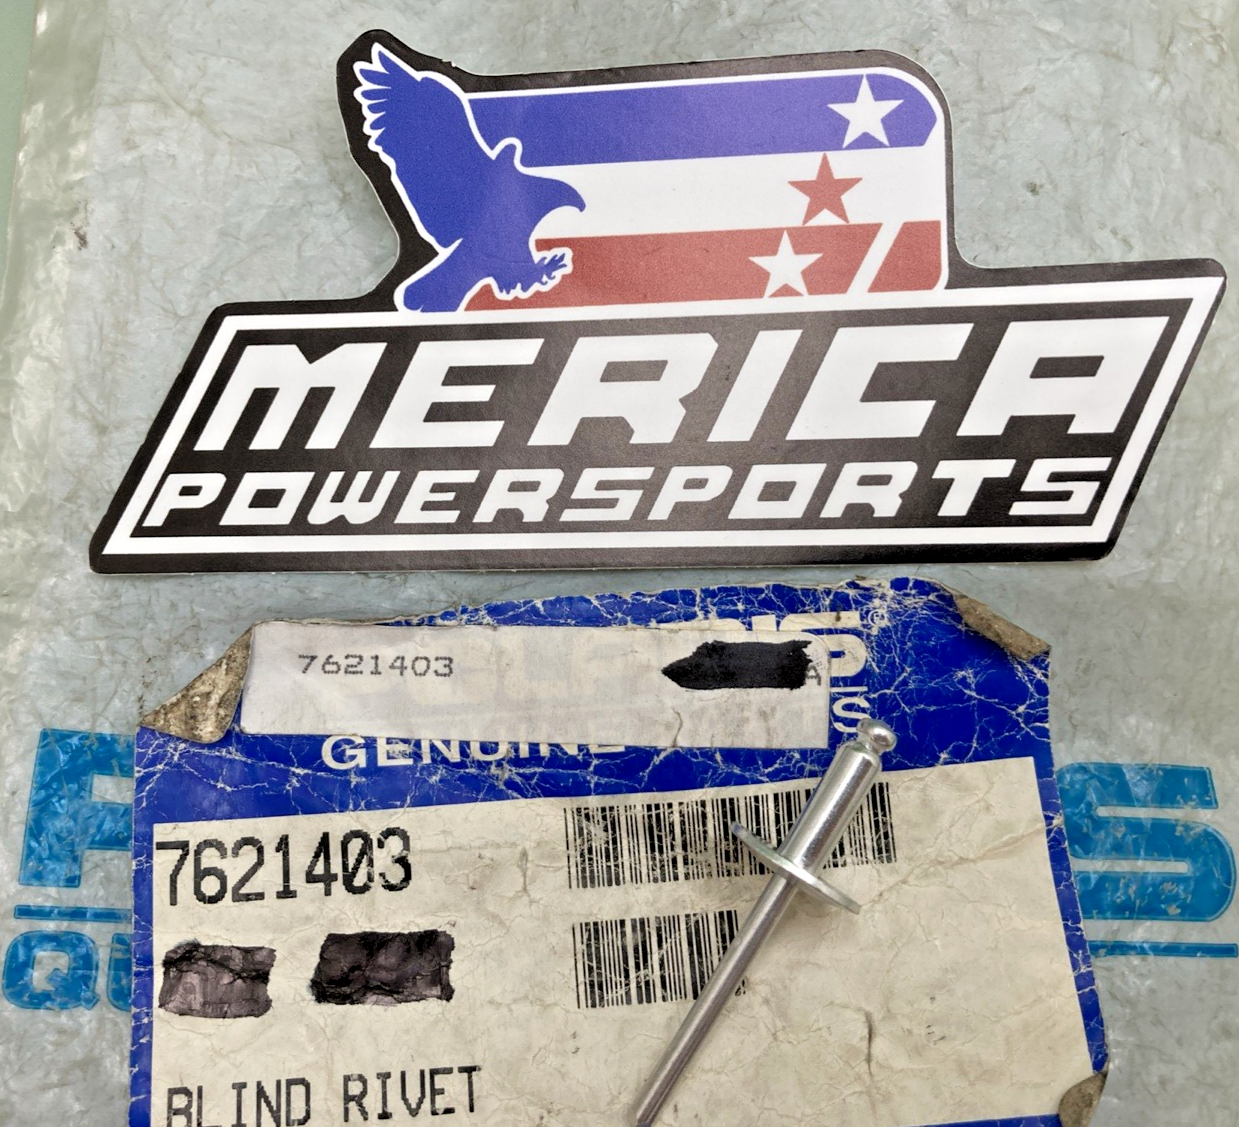 MERICA
POWERSPORTS
7621403
GENUINE
7621403
BLIND RIVET